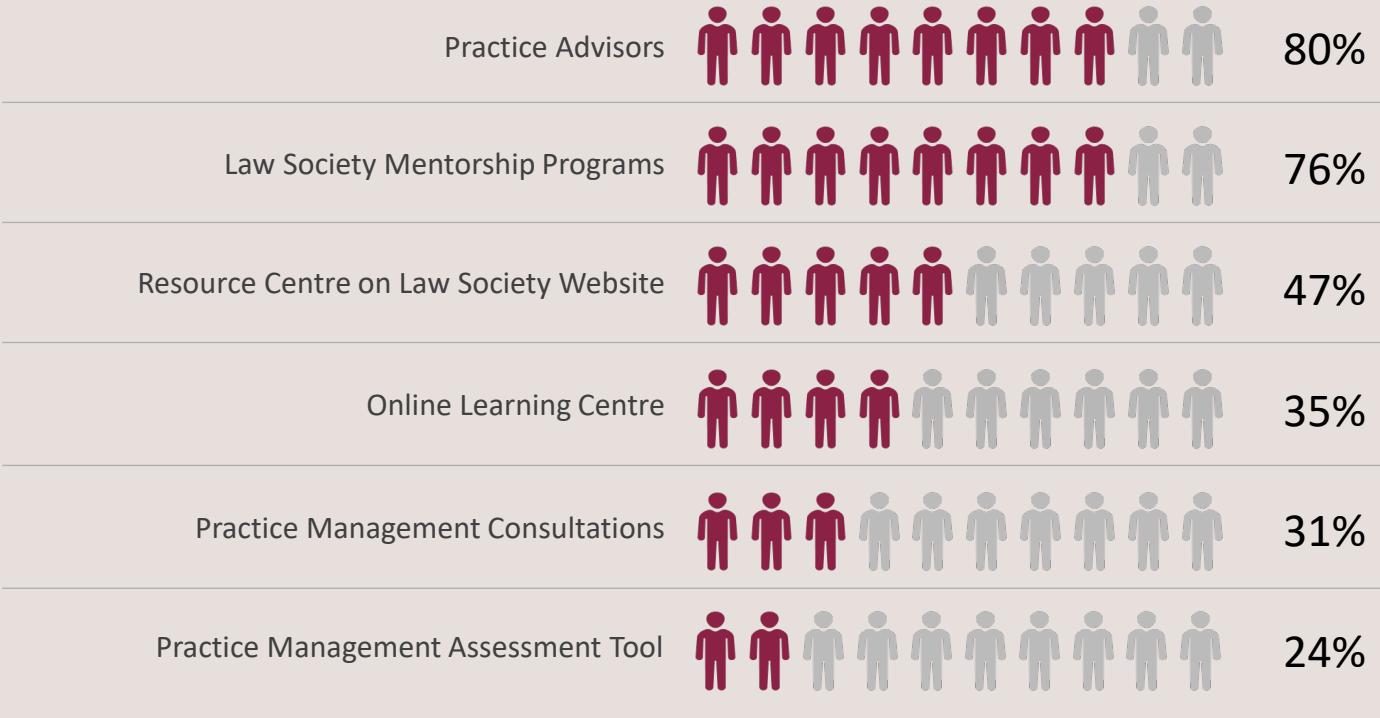 Practice Advisors 80%
Law Society Mentorship Programs 76%
Resource Centre on Law Society Website 47%
Online Learning Centre 35%
Practice Management Consultations 31%
Practice Management Assessment Tool 24%